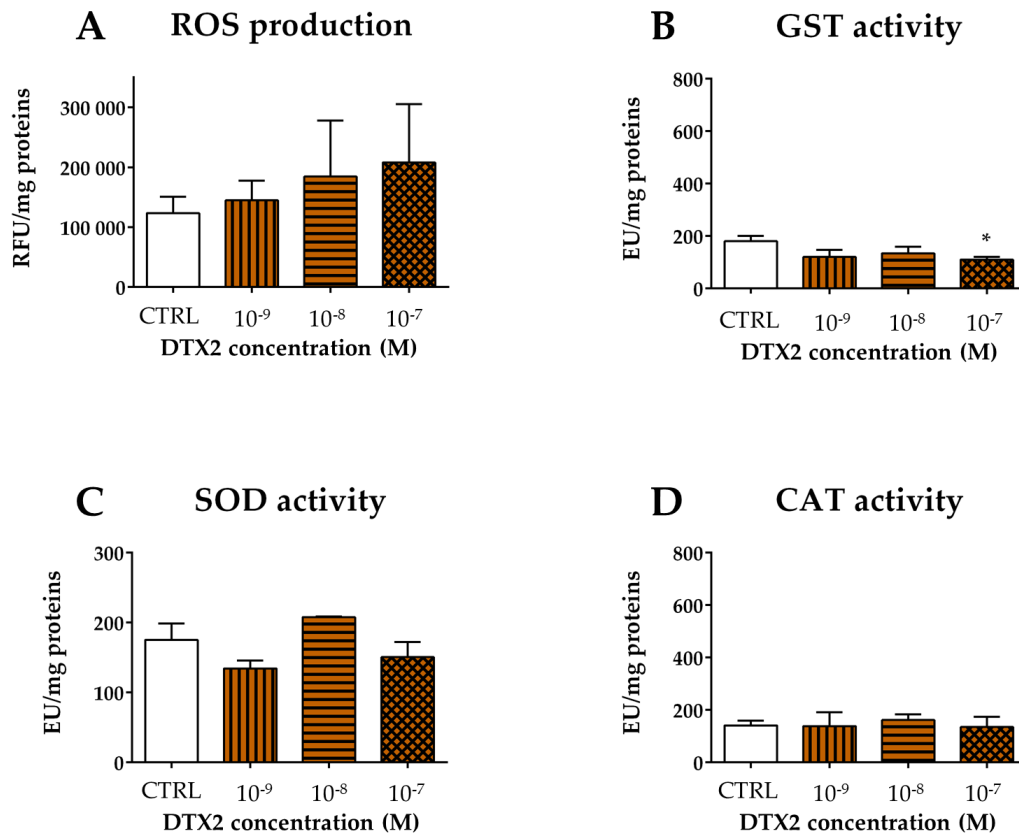 A ROS production
RFU/mg proteins
300 000
200 000
100 000
0
CTRL 10⁻⁹ 10⁻⁸ 10⁻⁷
DTX2 concentration (M)
B GST activity
EU/mg proteins
800
600
400
200
0
*
CTRL 10⁻⁹ 10⁻⁸ 10⁻⁷
DTX2 concentration (M)
C SOD activity
EU/mg proteins
300
200
100
0
CTRL 10⁻⁹ 10⁻⁸ 10⁻⁷
DTX2 concentration (M)
D CAT activity
EU/mg proteins
800
600
400
200
0
CTRL 10⁻⁹ 10⁻⁸ 10⁻⁷
DTX2 concentration (M)